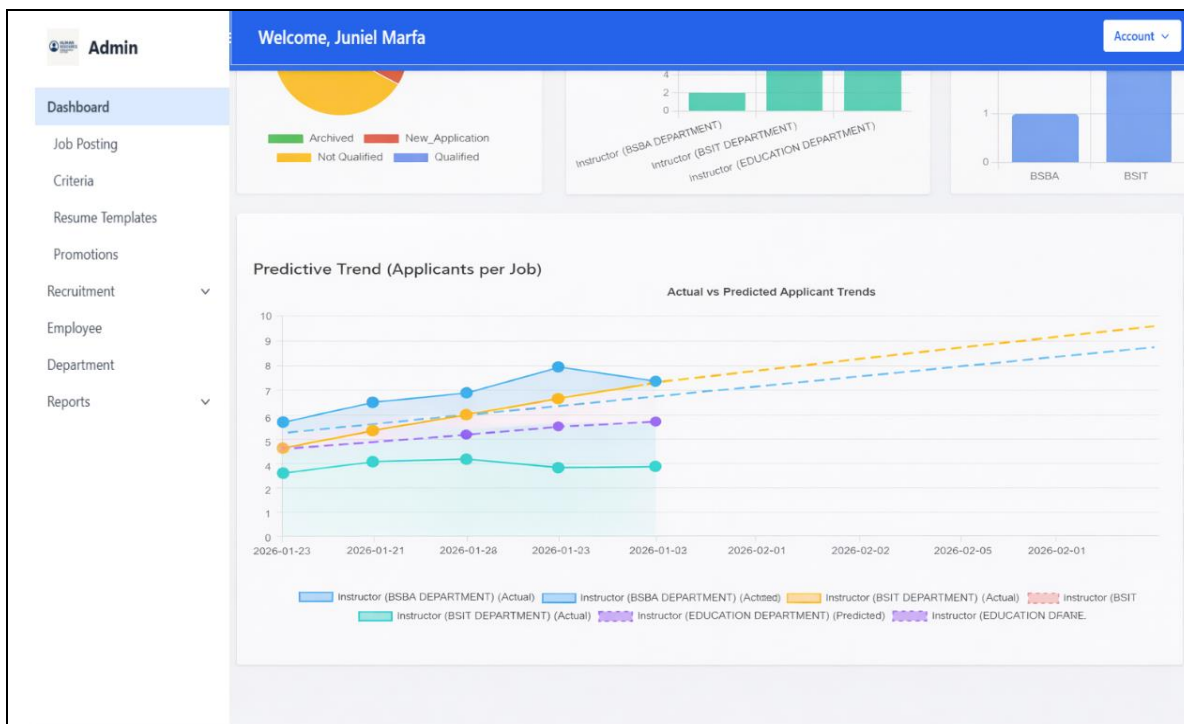 Admin
Welcome, Juniel Marfa
Account
Dashboard
Job Posting
Criteria
Resume Templates
Promotions
Recruitment
Employee
Department
Reports
Archived New_Application
Not Qualified Qualified
4
2
0
Instructor (BSBA DEPARTMENT)
Intructor (BSIT DEPARTMENT)
instructor (EDUCATION DEPARTMENT)
1
0
BSBA BSIT
Predictive Trend (Applicants per Job)
Actual vs Predicted Applicant Trends
10
9
8
7
6
5
4
2
1
0
2026-01-23 2026-01-21 2026-01-28 2026-01-23 2026-01-03 2026-02-01 2026-02-02 2026-02-05 2026-02-01
Instructor (BSBA DEPARTMENT) (Actual) Instructor (BSBA DEPARTMENT) (Actded) Instructor (BSIT DEPARTMENT) (Actual) instructor (BSIT
Instructor (BSIT DEPARTMENT) (Actual) Instructor (EDUCATION DEPARTMENT) (Predicted) Instructor (EDUCATION DFANE.